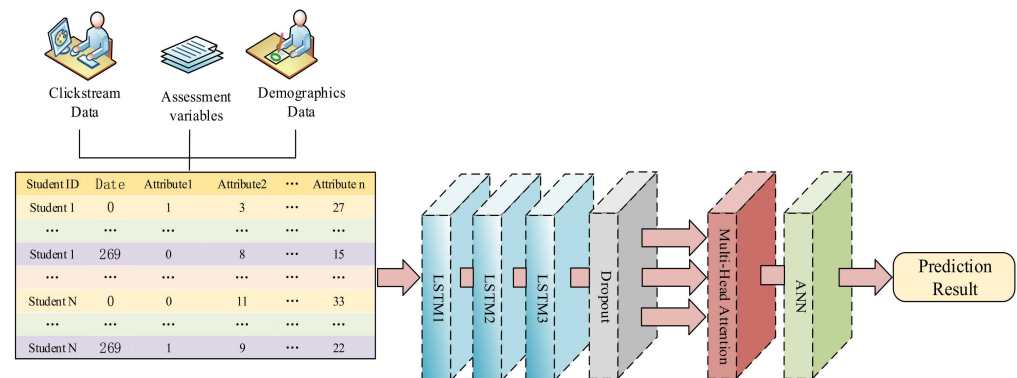 Clickstream
Data
Assessment
variables
Demographics
Data
Student ID Date Attribute1 Attribute2 ··· Attribute n
Student 1 0 1 3 ··· 27
··· ··· ··· ··· ··· ···
Student 1 269 0 8 ··· 15
··· ··· ··· ··· ··· ···
Student N 0 0 11 ··· 33
··· ··· ··· ··· ··· ···
Student N 269 1 9 ··· 22
LSTM1
LSTM2
LSTM3
Dropout
Multi-Head Attention
ANN
Prediction
Result